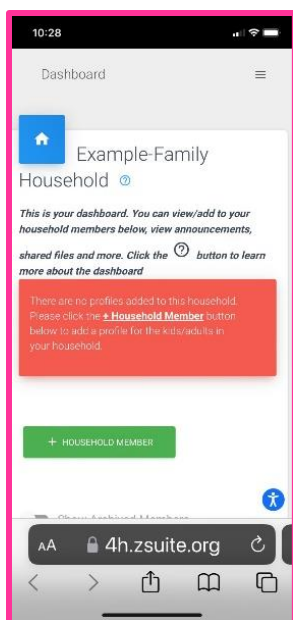 10:28
Dashboard
Example-Family
Household
This is your dashboard. You can view/add to your
household members below, view announcements,
shared files and more. Click the ? button to learn
more about the dashboard
There are no profiles added to this household.
Please click the + Household Member button
below to add a profile for the kids/adults in
your household.
+ HOUSEHOLD MEMBER
Show Archived Members
AA 4h.zsuite.org